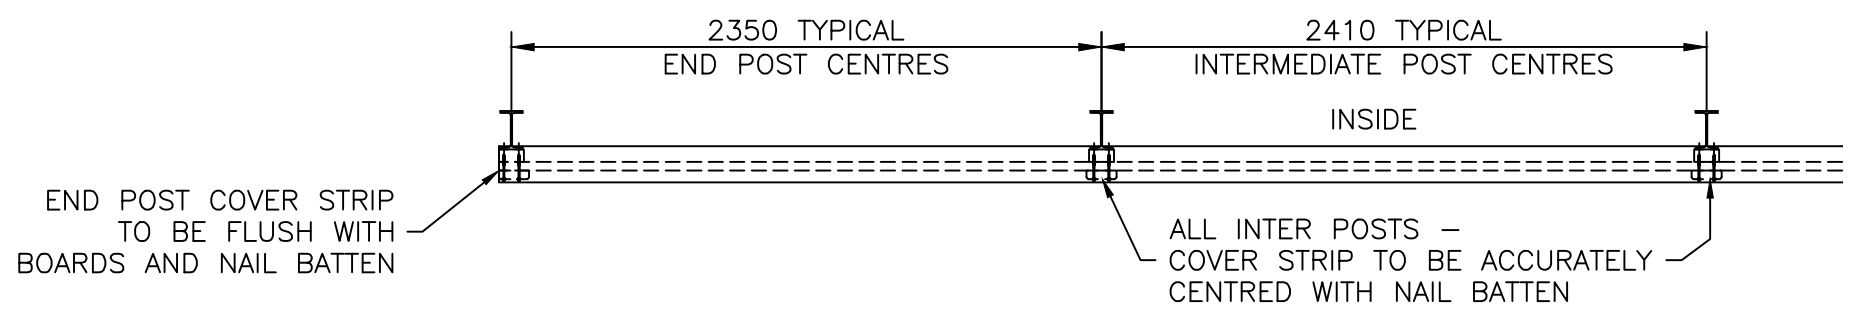 2350 TYPICAL
END POST CENTRES
2410 TYPICAL
INTERMEDIATE POST CENTRES
INSIDE
END POST COVER STRIP
TO BE FLUSH WITH
BOARDS AND NAIL BATTEN
ALL INTER POSTS –
COVER STRIP TO BE ACCURATELY
CENTRED WITH NAIL BATTEN